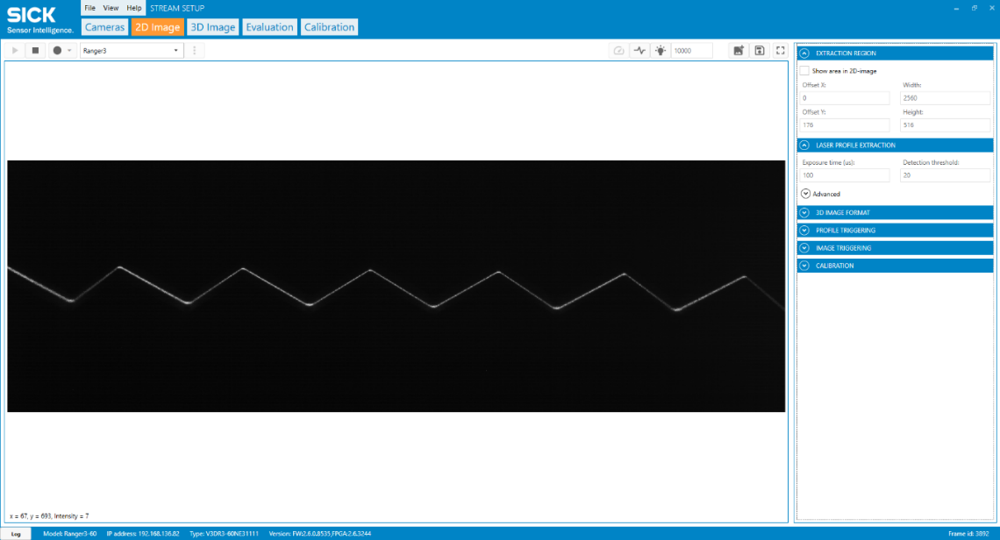 SICK
Sensor Intelligence.
File View Help STREAM SETUP
Cameras 2D Image 3D Image Evaluation Calibration
Ranger3
10000
EXTRACTION REGION
Show area in 2D-image
Offset X: Width:
0 2560
Offset Y: Height:
176 516
LASER PROFILE EXTRACTION
Exposure time (us): Detection threshold:
100 20
Advanced
3D IMAGE FORMAT
PROFILE TRIGGERING
IMAGE TRIGGERING
CALIBRATION
x = 67, y = 693, Intensity = 7
Log Model: Ranger3-60 IP address: 192.168.136.82 Type: V3DR3-60NE31111 Version: FW:2.6.0.8535,FPGA:2.6.3244 Frame id: 3892